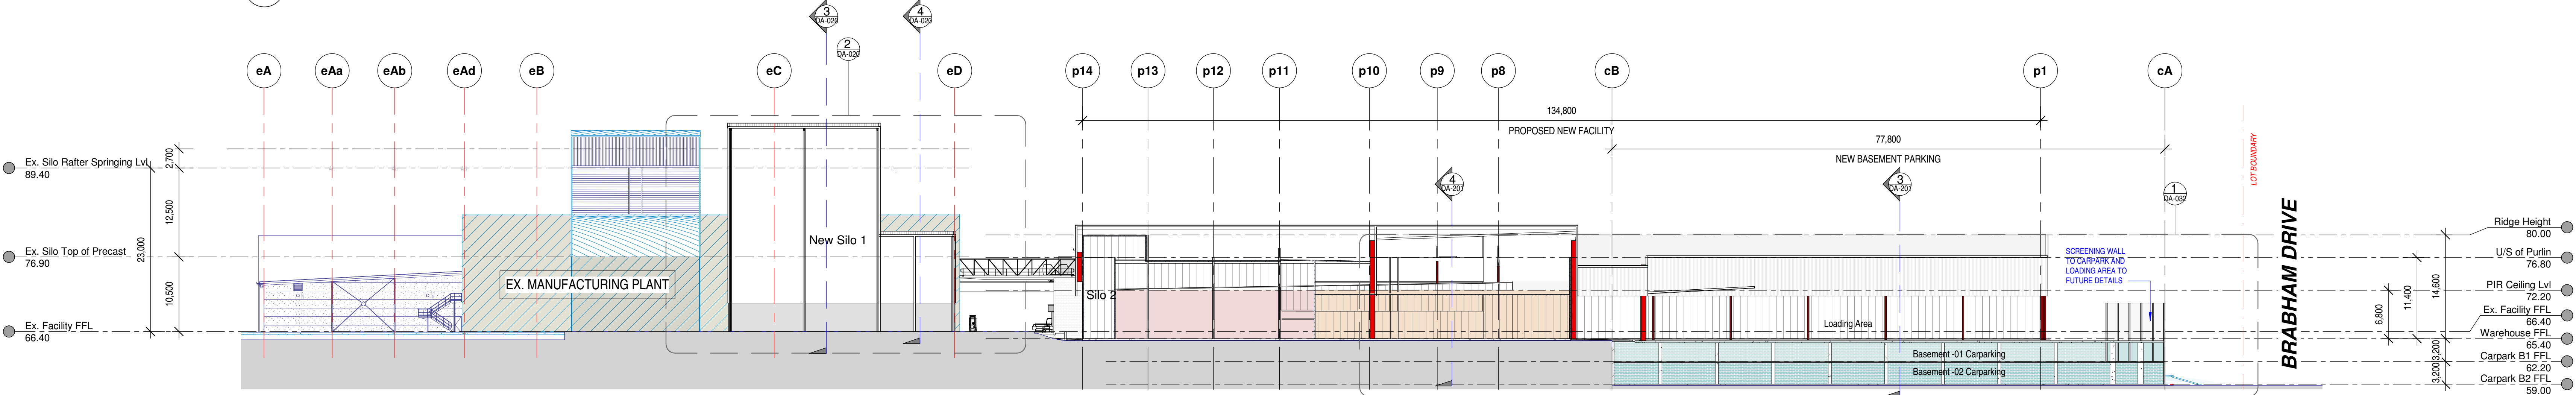 3
DA-020
4
DA-020
2
DA-020
eA
eAa
eAb
eAd
eB
eC
eD
p14
p13
p12
p11
p10
p9
p8
cB
p1
cA
134,800
PROPOSED NEW FACILITY
77,800
NEW BASEMENT PARKING
LOT BOUNDARY
Ex. Silo Rafter Springing Lvl
89.40
2,700
12,500
23,000
10,500
Ex. Silo Top of Precast
76.90
Ex. Facility FFL
66.40
4
DA-201
3
DA-201
1
DA-032
New Silo 1
EX. MANUFACTURING PLANT
Silo 2
SCREENING WALL
TO CARPARK AND
LOADING AREA TO
FUTURE DETAILS
Loading Area
Basement -01 Carparking
Basement -02 Carparking
BRABHAM DRIVE
6,800
11,400
14,600
3,200
3,200
Ridge Height
80.00
U/S of Purlin
76.80
PIR Ceiling Lvl
72.20
Ex. Facility FFL
66.40
Warehouse FFL
65.40
Carpark B1 FFL
62.20
Carpark B2 FFL
59.00